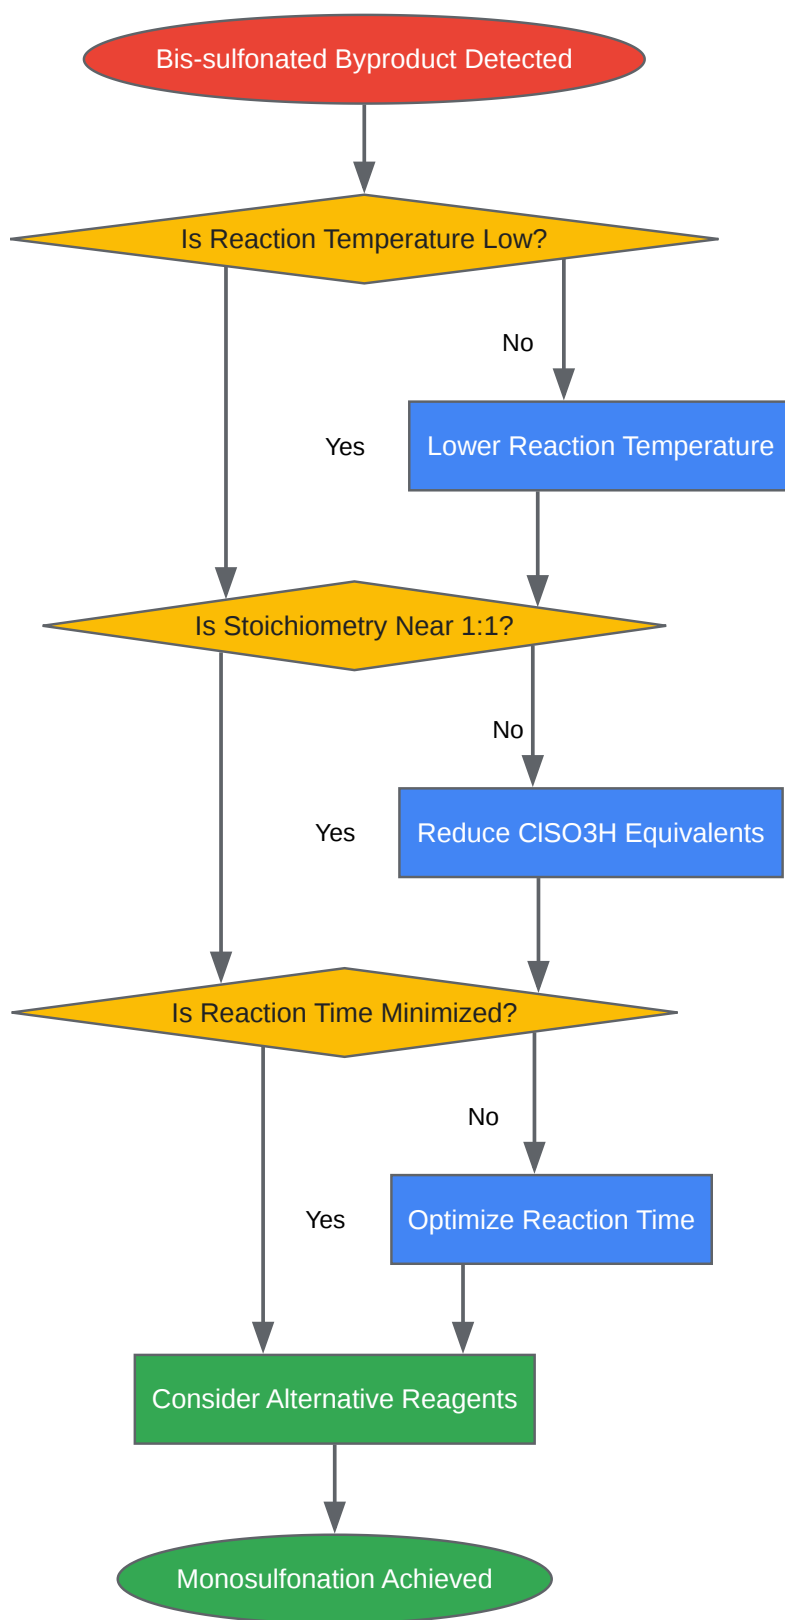 Bis-sulfonated Byproduct Detected
Is Reaction Temperature Low?
No
Yes
Lower Reaction Temperature
Is Stoichiometry Near 1:1?
No
Yes
Reduce ClSO3H Equivalents
Is Reaction Time Minimized?
No
Yes
Optimize Reaction Time
Consider Alternative Reagents
Monosulfonation Achieved